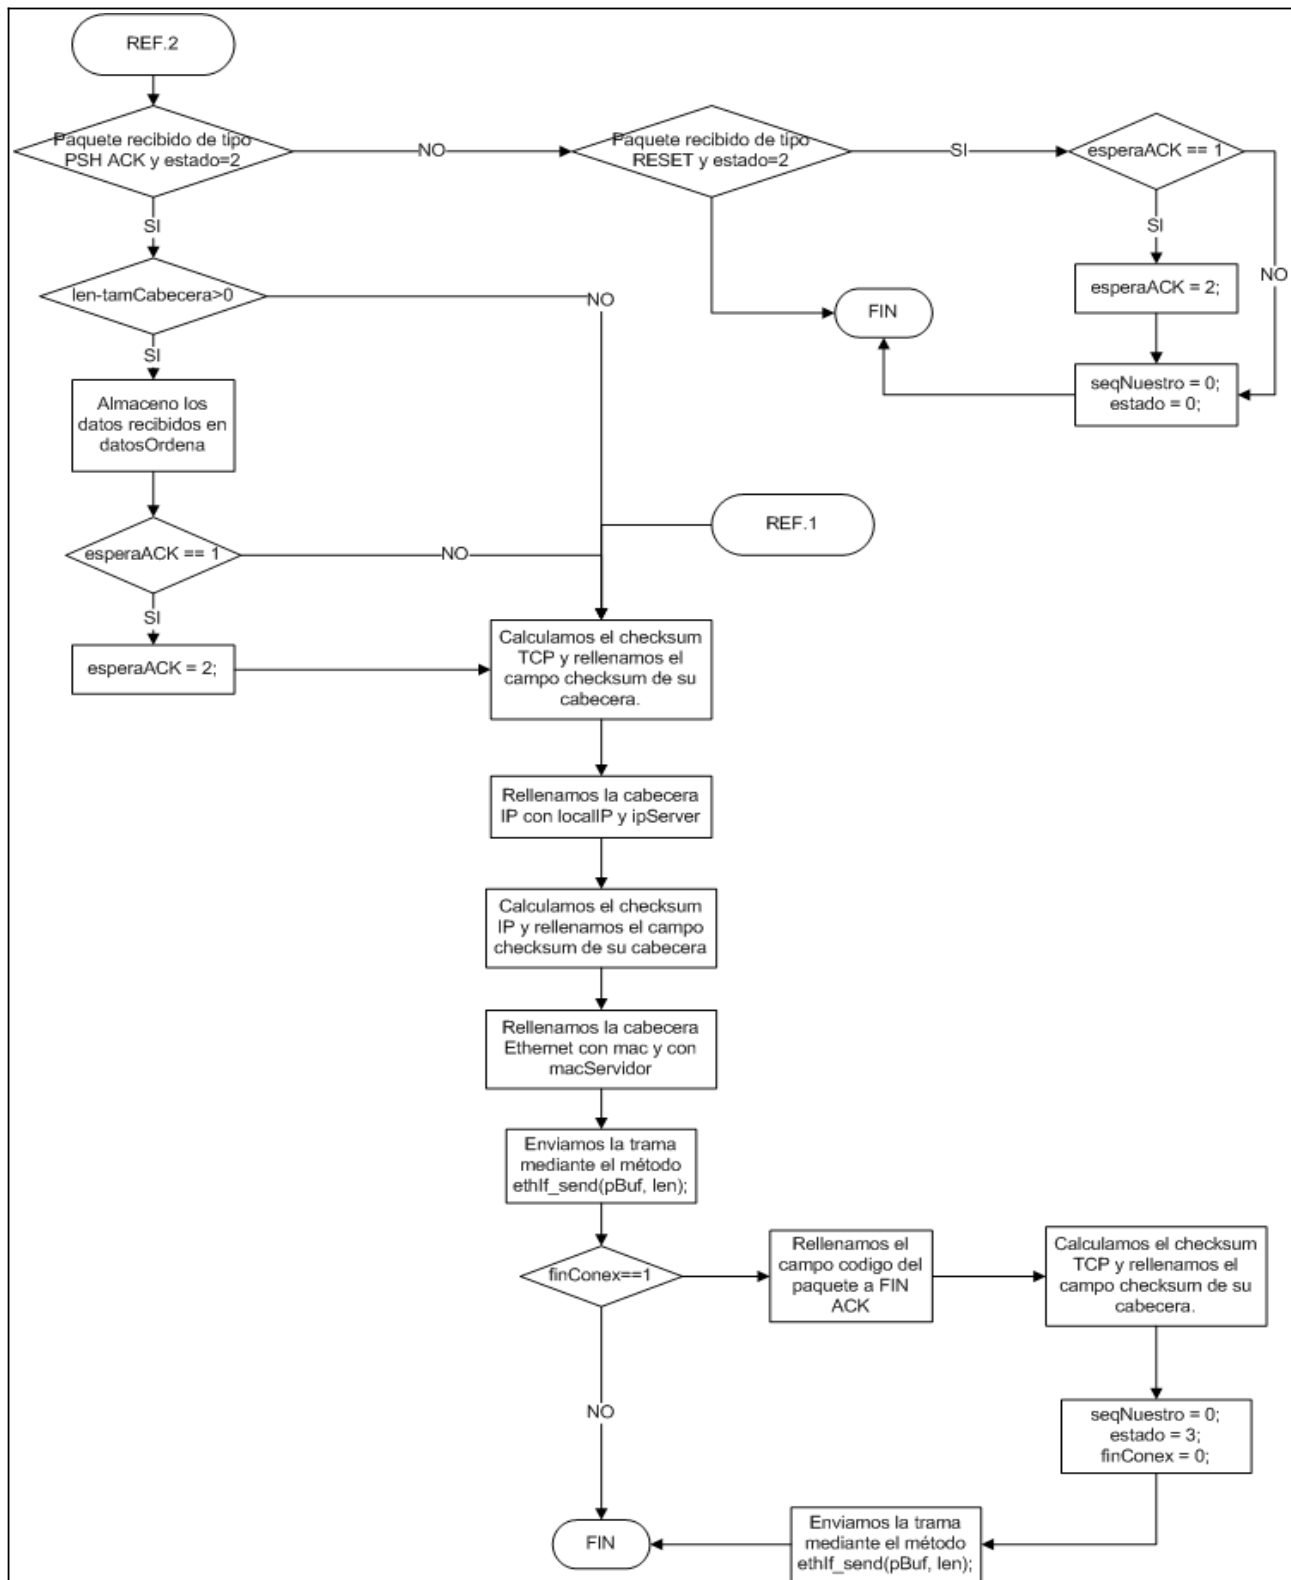 REF.2
Paquete recibido de tipo
PSH ACK y estado=2
NO
Paquete recibido de tipo
RESET y estado=2
SI
esperaACK == 1
SI
NO
esperaACK = 2;
seqNuestro = 0;
estado = 0;
FIN
SI
len-tamCabecera>0
NO
SI
Almaceno los
datos recibidos en
datosOrdena
REF.1
esperaACK == 1
NO
SI
esperaACK = 2;
Calculamos el checksum
TCP y rellenamos el
campo checksum de su
cabecera.
Rellenamos la cabecera
IP con localIP y ipServer
Calculamos el checksum
IP y rellenamos el campo
checksum de su cabecera
Rellenamos la cabecera
Ethernet con mac y con
macServidor
Enviamos la trama
mediante el método
ethIf_send(pBuf, len);
finConex==1
Rellenamos el
campo codigo del
paquete a FIN
ACK
Calculamos el checksum
TCP y rellenamos el
campo checksum de su
cabecera.
NO
seqNuestro = 0;
estado = 3;
finConex = 0;
Enviamos la trama
mediante el método
ethIf_send(pBuf, len);
FIN